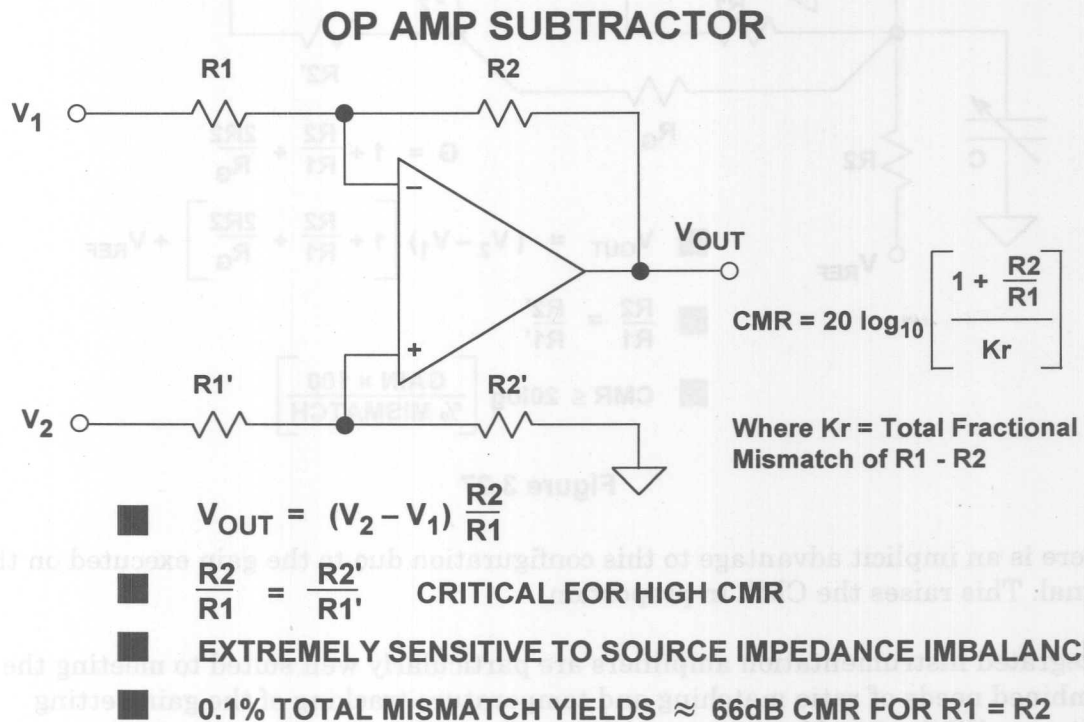 OP AMP SUBTRACTOR
R1
R2
V1
−
VOUT
+
CMR = 20 log10 [ (1 + R2/R1) / Kr ]
R1'
R2'
V2
Where Kr = Total Fractional
Mismatch of R1 - R2
VOUT = (V2 – V1) R2/R1
R2/R1 = R2'/R1' CRITICAL FOR HIGH CMR
EXTREMELY SENSITIVE TO SOURCE IMPEDANCE IMBALANC
0.1% TOTAL MISMATCH YIELDS ≈ 66dB CMR FOR R1 = R2